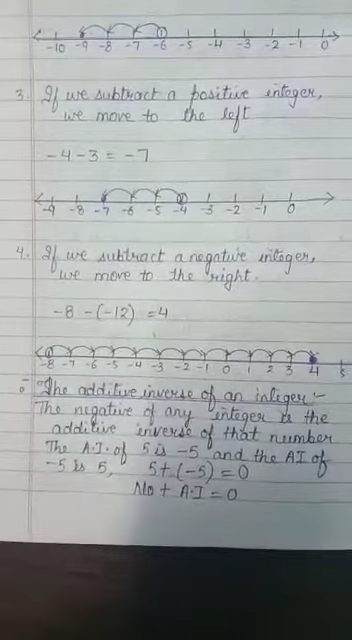 -10 -9 -8 -7 -6 -5 -4 -3 -2 -1 0
3. If we subtract a positive integer,
we move to the left
-4-3 = -7
-9 -8 -7 -6 -5 -4 -3 -2 -1 0
4. If we subtract a negative integer,
we move to the right.
-8 -(-12) = 4
-8 -7 -6 -5 -4 -3 -2 -1 0 1 2 3 4 5
The additive inverse of an integer:-
The negative of any integer is the
additive inverse of that number
The A.I. of 5 is -5 and the AI of
-5 is 5, 5+(-5) = 0
No + A.I = 0